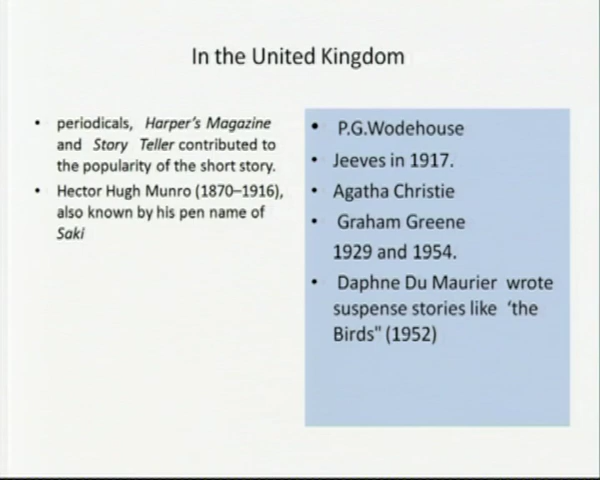 In the United Kingdom
• periodicals, Harper's Magazine
and Story Teller contributed to
the popularity of the short story.
• Hector Hugh Munro (1870–1916),
also known by his pen name of
Saki
• P.G.Wodehouse
• Jeeves in 1917.
• Agatha Christie
• Graham Greene
1929 and 1954.
• Daphne Du Maurier wrote
suspense stories like 'the
Birds" (1952)